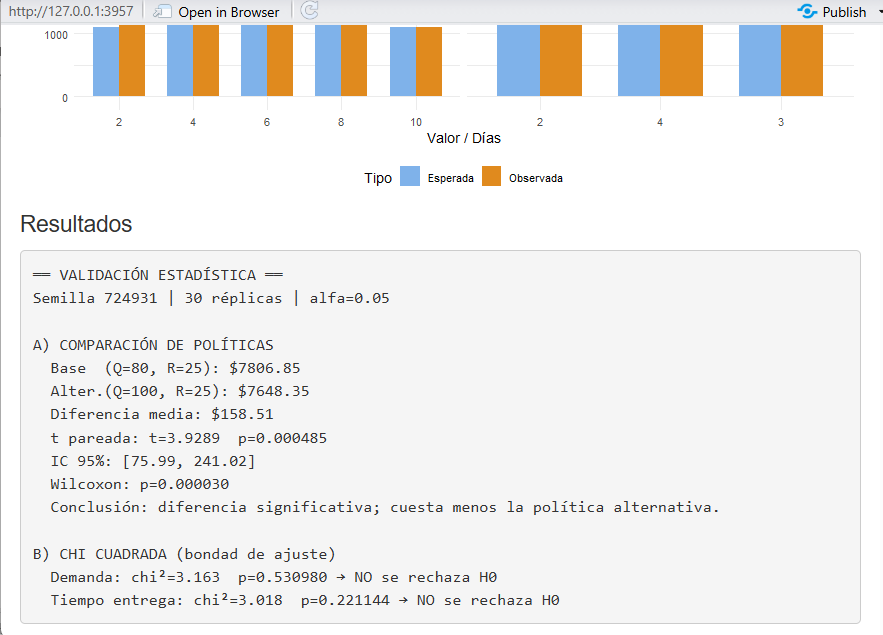 http://127.0.0.1:3957 Open in Browser Publish
1000
0
2 4 6 8 10 2 4 3
Valor / Días
Tipo Esperada Observada
Resultados
== VALIDACIÓN ESTADÍSTICA ==
Semilla 724931 | 30 réplicas | alfa=0.05
A) COMPARACIÓN DE POLÍTICAS
Base (Q=80, R=25): $7806.85
Alter.(Q=100, R=25): $7648.35
Diferencia media: $158.51
t pareada: t=3.9289 p=0.000485
IC 95%: [75.99, 241.02]
Wilcoxon: p=0.000030
Conclusión: diferencia significativa; cuesta menos la política alternativa.
B) CHI CUADRADA (bondad de ajuste)
Demanda: chi²=3.163 p=0.530980 → NO se rechaza H0
Tiempo entrega: chi²=3.018 p=0.221144 → NO se rechaza H0